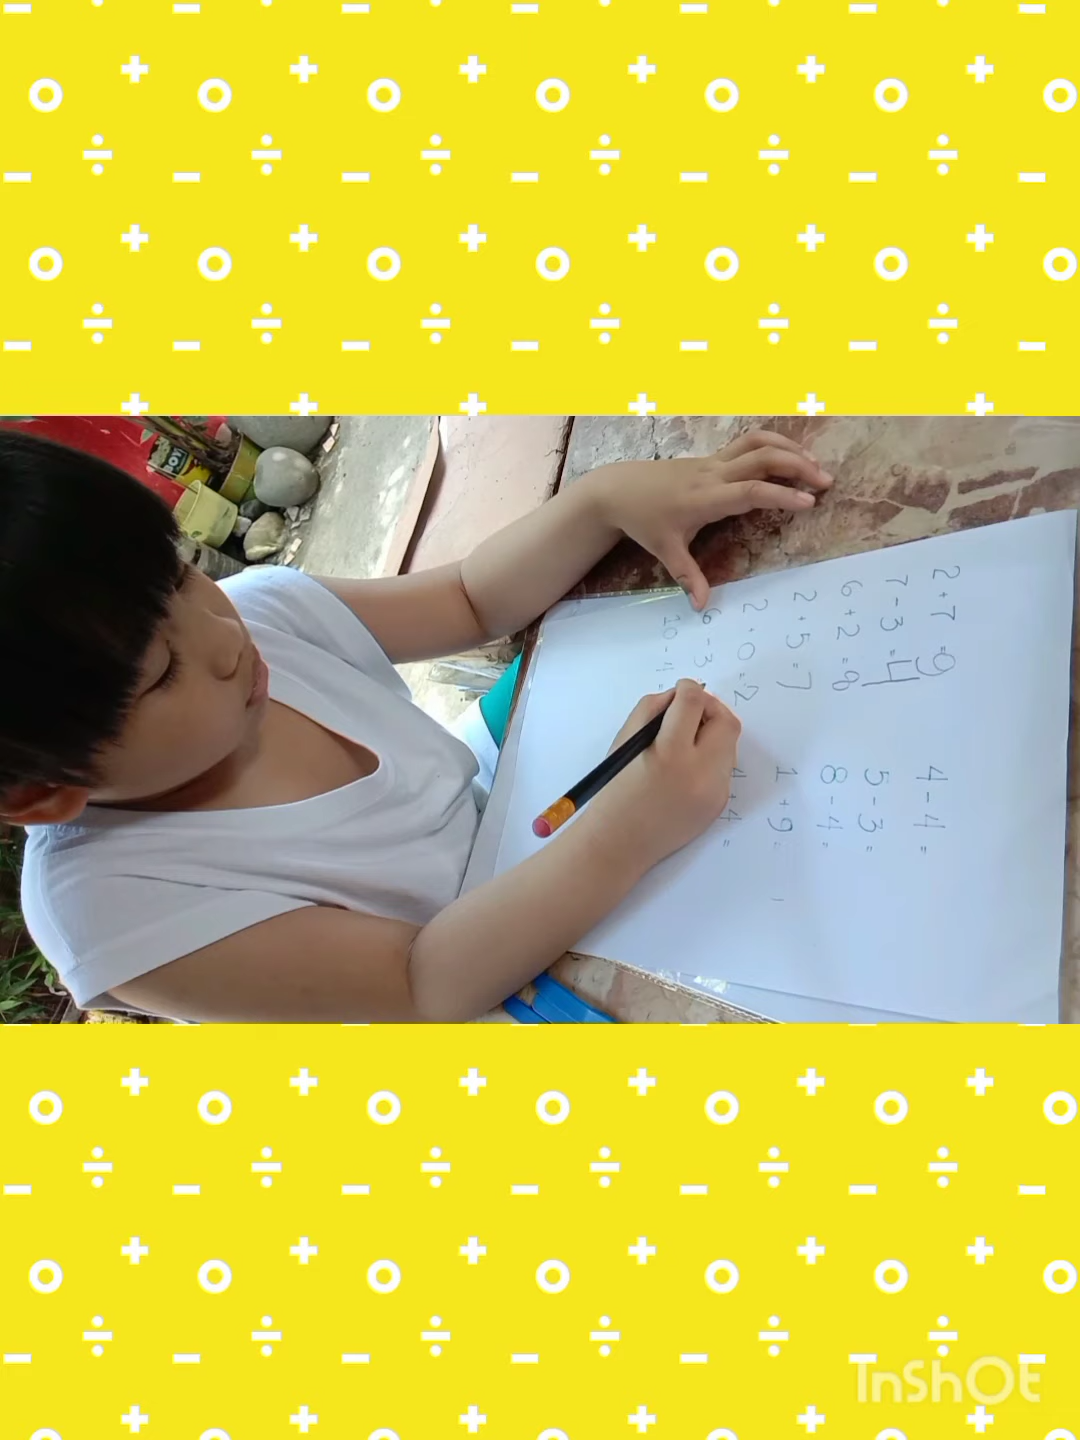 2 + 7 = 9
7 - 3 = 4
6 + 2 = 8
2 + 5 = 7
2 + 0 = 2
6 - 3
10 - 4 =
4 - 4 =
5 - 3 =
8 - 4 =
1 + 9 =
4 + 4 =
InShOt